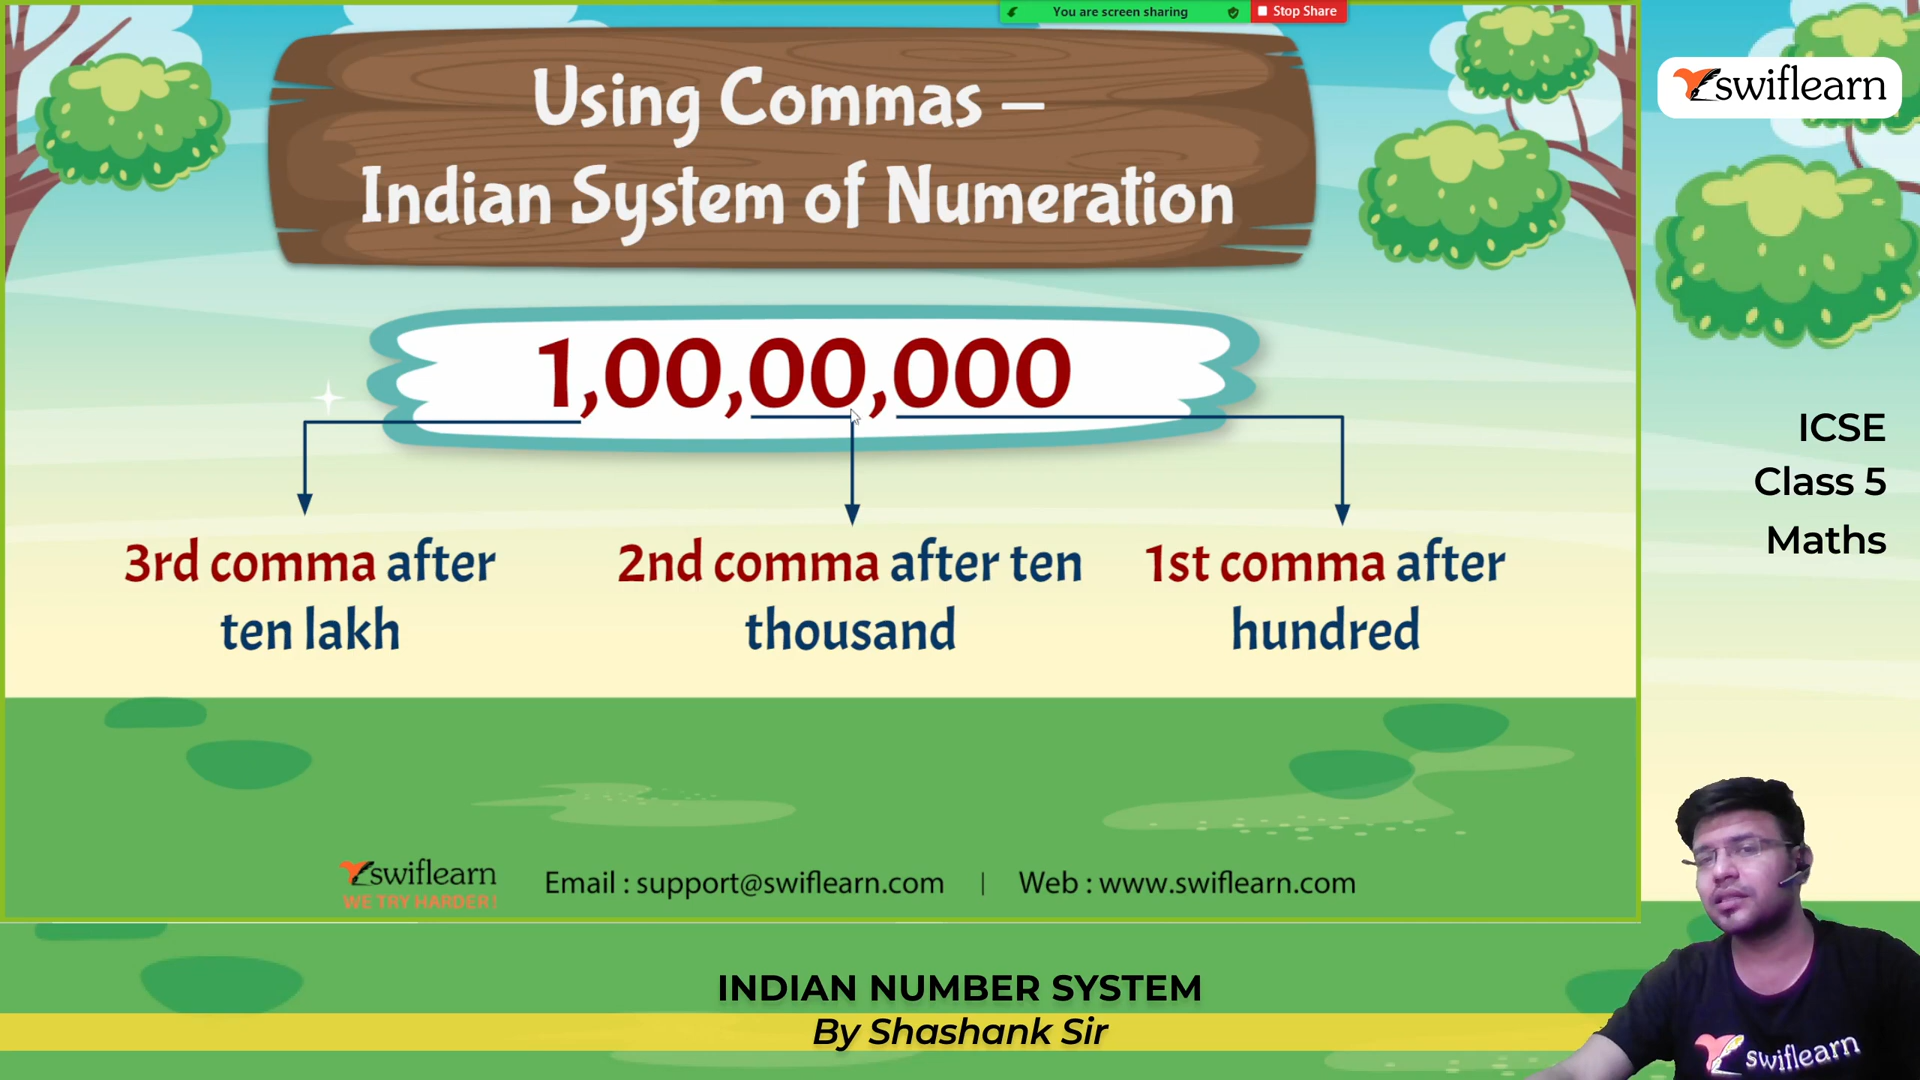 You are screen sharing
Stop Share
swiflearn
Using Commas –
Indian System of Numeration
1,00,00,000
3rd comma after
ten lakh
2nd comma after ten
thousand
1st comma after
hundred
ICSE
Class 5
Maths
swiflearn
WE TRY HARDER!
Email : support@swiflearn.com | Web : www.swiflearn.com
INDIAN NUMBER SYSTEM
By Shashank Sir
swiflearn